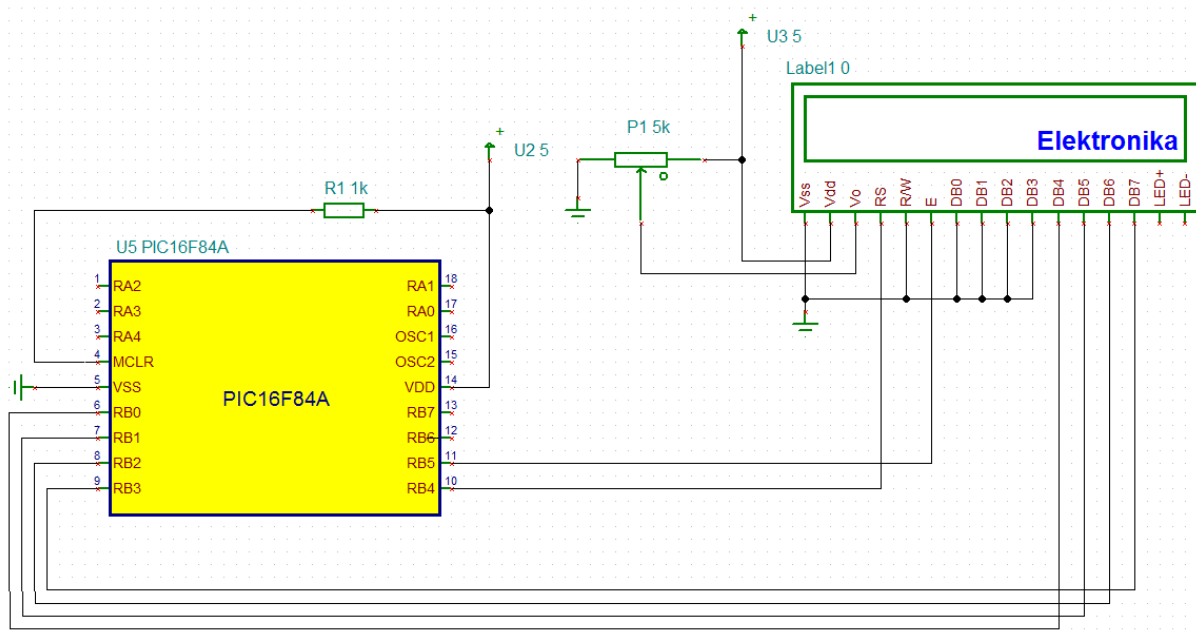 +
U3 5
Label1 0
P1 5k
Elektronika
+
U2 5
R1 1k
Vss
Vdd
Vo
RS
R/W
E
DB0
DB1
DB2
DB3
DB4
DB5
DB6
DB7
LED+
LED-
U5 PIC16F84A
1 RA2 RA1 18
2 RA3 RA0 17
3 RA4 OSC1 16
4 MCLR OSC2 15
5 VSS VDD 14
PIC16F84A
6 RB0 RB7 13
7 RB1 RB6 12
8 RB2 RB5 11
9 RB3 RB4 10